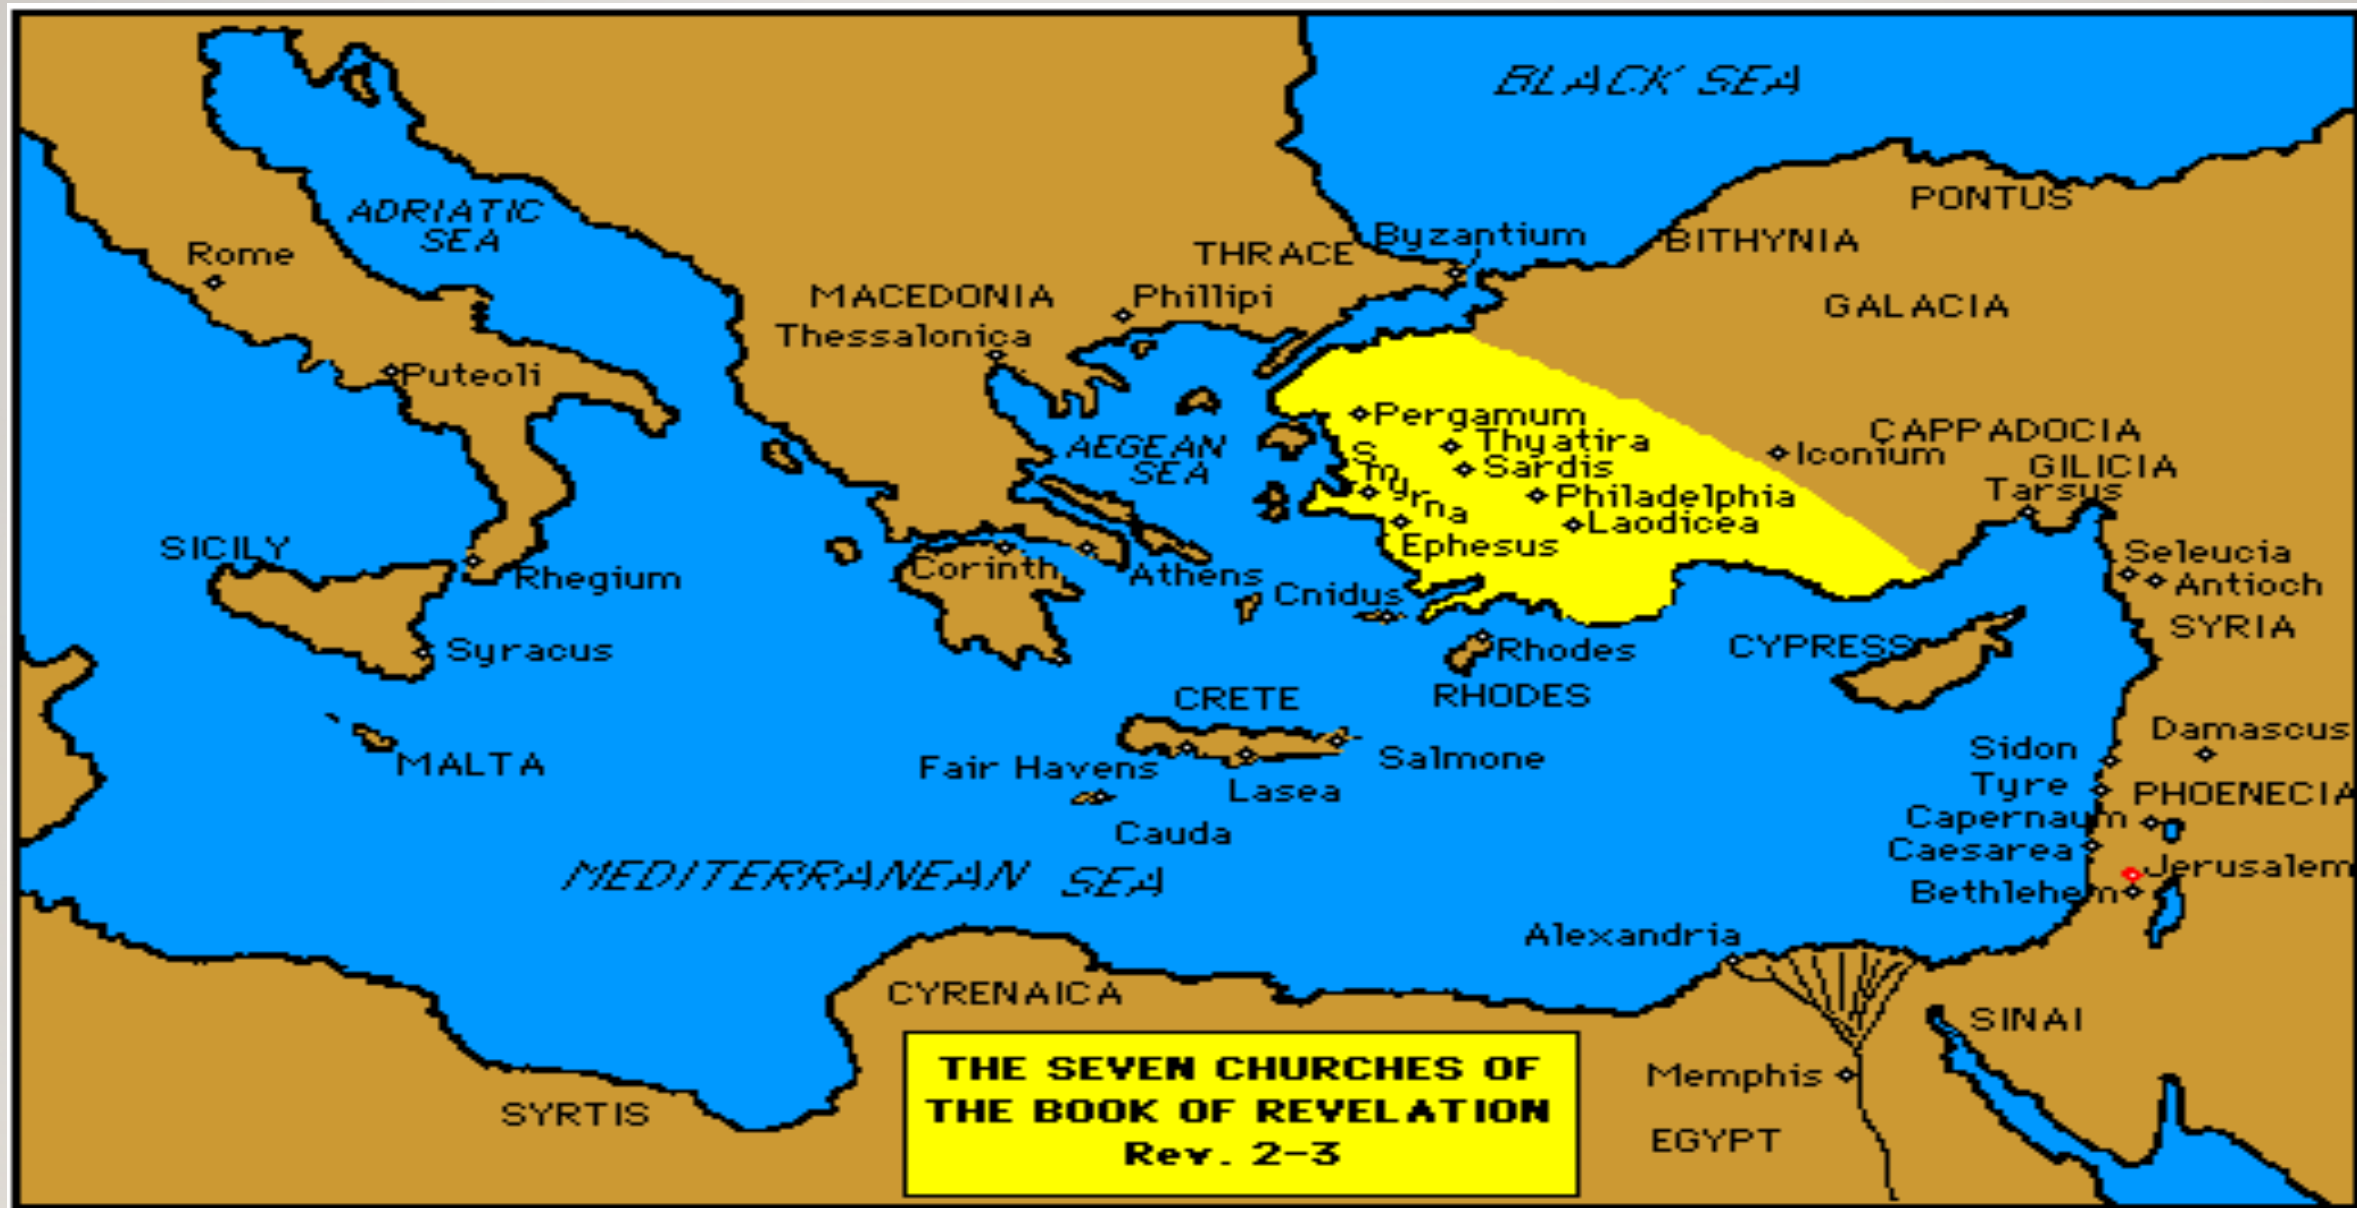 BLACK SEA
PONTUS
ADRIATIC
SEA
Byzantium
BITHYNIA
THRACE
Rome
MACEDONIA
Phillipi
GALACIA
Thessalonica
Puteoli
Pergamum
CAPPADOCIA
AEGEAN
SEA
Thyatira
Iconium
Smyrna
Sardis
GILICIA
Tarsus
Philadelphia
Laodicea
Ephesus
SICILY
Rhegium
Corinth
Athens
Cnidus
Seleucia
Antioch
SYRIA
Syracus
Rhodes
RHODES
CYPRESS
CRETE
MALTA
Fair Havens
Salmone
Lasea
Cauda
Damascus
Sidon
Tyre
PHOENECIA
Capernaum
Caesarea
Jerusalem
Bethlehem
MEDITERRANEAN SEA
Alexandria
CYRENAICA
SINAI
Memphis
SYRTIS
EGYPT
THE SEVEN CHURCHES OF
THE BOOK OF REVELATION
Rev. 2-3